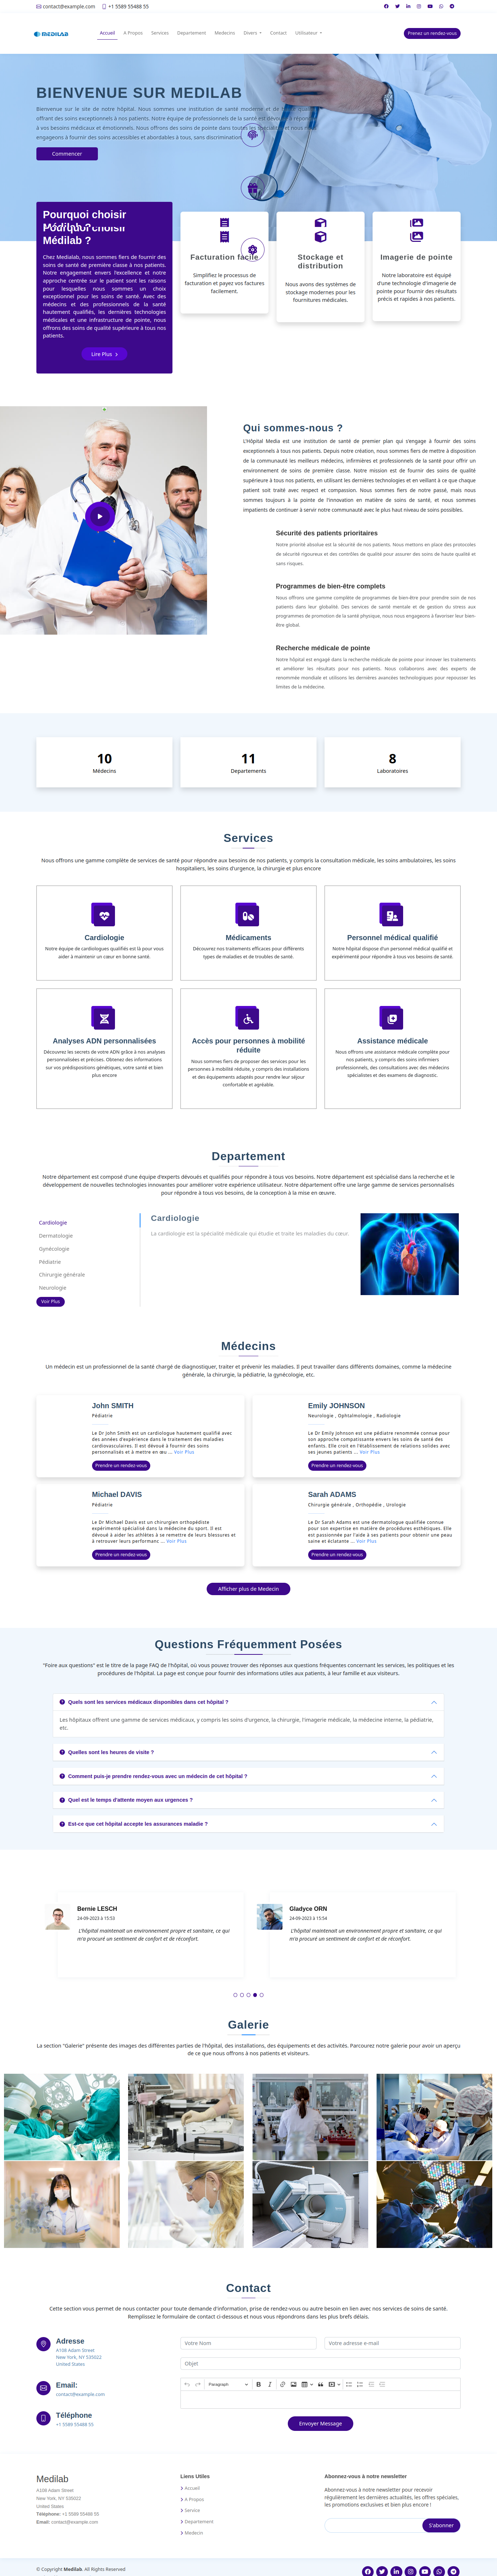 contact@example.com +1 5589 55488 55
MEDILAB
Accueil A Propos Services Departement Medecins Divers Contact Utilisateur
Prenez un rendez-vous
BIENVENUE SUR MEDILAB
Bienvenue sur le site de notre hôpital. Nous sommes une institution de santé moderne et de
offrant des soins exceptionnels à nos patients. Notre équipe de professionnels de la santé est
à vos besoins médicaux et émotionnels. Nous offrons des soins de pointe dans toutes les
engageons à fournir des soins accessibles et abordables à tous, sans discrimination
Commencer
Pourquoi choisir
Médilab ?
Chez Medialab, nous sommes fiers de fournir des
soins de santé de première classe à nos patients.
Notre engagement envers l'excellence et notre
approche centrée sur le patient sont les raisons
pour lesquelles nous sommes un choix
exceptionnel pour les soins de santé. Avec des
médecins et des professionnels de la santé
hautement qualifiés, les dernières technologies
médicales et une infrastructure de pointe, nous
offrons des soins de qualité supérieure à tous nos
patients.
Lire Plus
Facturation facile
Simplifiez le processus de
facturation et payez vos factures
facilement.
Stockage et
distribution
Nous avons des systèmes de
stockage modernes pour les
fournitures médicales.
Imagerie de pointe
Notre laboratoire est équipé
d'une technologie d'imagerie de
pointe pour fournir des résultats
précis et rapides à nos patients.
Qui sommes-nous ?
L'Hôpital Media est une institution de santé de premier plan qui s'engage à fournir des soins
exceptionnels à tous nos patients. Depuis notre création, nous sommes fiers de mettre à disposition
de la communauté les meilleurs médecins, infirmières et professionnels de la santé pour offrir un
environnement de soins de première classe. Notre mission est de fournir des soins de qualité
supérieure à tous nos patients, en utilisant les dernières technologies et en veillant à ce que chaque
patient soit traité avec respect et compassion. Nous sommes fiers de notre passé, mais nous
sommes toujours à la pointe de l'innovation en matière de soins de santé, et nous sommes
impatients de continuer à servir notre communauté avec le plus haut niveau de soins possibles.
Sécurité des patients prioritaires
Notre priorité absolue est la sécurité de nos patients. Nous mettons en place des protocoles
de sécurité rigoureux et des contrôles de qualité pour assurer des soins de haute qualité et
sans risques.
Programmes de bien-être complets
Nous offrons une gamme complète de programmes de bien-être pour prendre soin de nos
patients dans leur globalité. Des services de santé mentale et de gestion du stress aux
programmes de promotion de la santé physique, nous nous engageons à favoriser leur bien-
être global.
Recherche médicale de pointe
Notre hôpital est engagé dans la recherche médicale de pointe pour innover les traitements
et améliorer les résultats pour nos patients. Nous collaborons avec des experts de
renommée mondiale et utilisons les dernières avancées technologiques pour repousser les
limites de la médecine.
10
Médecins
11
Departements
8
Laboratoires
Services
Nous offrons une gamme complète de services de santé pour répondre aux besoins de nos patients, y compris la consultation médicale, les soins ambulatoires, les soins
hospitaliers, les soins d'urgence, la chirurgie et plus encore
Cardiologie
Notre équipe de cardiologues qualifiés est là pour vous
aider à maintenir un cœur en bonne santé.
Médicaments
Découvrez nos traitements efficaces pour différents
types de maladies et de troubles de santé.
Personnel médical qualifié
Notre hôpital dispose d'un personnel médical qualifié et
expérimenté pour répondre à tous vos besoins de santé.
Analyses ADN personnalisées
Découvrez les secrets de votre ADN grâce à nos analyses
personnalisées et précises. Obtenez des informations
sur vos prédispositions génétiques, votre santé et bien
plus encore
Accès pour personnes à mobilité
réduite
Nous sommes fiers de proposer des services pour les
personnes à mobilité réduite, y compris des installations
et des équipements adaptés pour rendre leur séjour
confortable et agréable.
Assistance médicale
Nous offrons une assistance médicale complète pour
nos patients, y compris des soins infirmiers
professionnels, des consultations avec des médecins
spécialistes et des examens de diagnostic.
Departement
Notre département est composé d'une équipe d'experts dévoués et qualifiés pour répondre à tous vos besoins. Notre département est spécialisé dans la recherche et le
développement de nouvelles technologies innovantes pour améliorer votre expérience utilisateur. Notre département offre une large gamme de services personnalisés
pour répondre à tous vos besoins, de la conception à la mise en œuvre.
Cardiologie
Dermatologie
Gynécologie
Pédiatrie
Chirurgie générale
Neurologie
Voir Plus
Cardiologie
La cardiologie est la spécialité médicale qui étudie et traite les maladies du cœur.
Médecins
Un médecin est un professionnel de la santé chargé de diagnostiquer, traiter et prévenir les maladies. Il peut travailler dans différents domaines, comme la médecine
générale, la chirurgie, la pédiatrie, la gynécologie, etc.
John SMITH
Pédiatrie
Le Dr John Smith est un cardiologue hautement qualifié avec
des années d'expérience dans le traitement des maladies
cardiovasculaires. Il est dévoué à fournir des soins
personnalisés et à mettre en œu ... Voir Plus
Prendre un rendez-vous
Emily JOHNSON
Neurologie , Ophtalmologie , Radiologie
Le Dr Emily Johnson est une pédiatre renommée connue pour
son approche compatissante envers les soins de santé des
enfants. Elle croit en l'établissement de relations solides avec
ses jeunes patients ... Voir Plus
Prendre un rendez-vous
Michael DAVIS
Pédiatrie
Le Dr Michael Davis est un chirurgien orthopédiste
expérimenté spécialisé dans la médecine du sport. Il est
dévoué à aider les athlètes à se remettre de leurs blessures et
à retrouver leurs performanc ... Voir Plus
Prendre un rendez-vous
Sarah ADAMS
Chirurgie générale , Orthopédie , Urologie
Le Dr Sarah Adams est une dermatologue qualifiée connue
pour son expertise en matière de procédures esthétiques. Elle
est passionnée par l'aide à ses patients pour obtenir une peau
saine et éclatante ... Voir Plus
Prendre un rendez-vous
Afficher plus de Medecin
Questions Fréquemment Posées
"Foire aux questions" est le titre de la page FAQ de l'hôpital, où vous pouvez trouver des réponses aux questions fréquentes concernant les services, les politiques et les
procédures de l'hôpital. La page est conçue pour fournir des informations utiles aux patients, à leur famille et aux visiteurs.
Quels sont les services médicaux disponibles dans cet hôpital ?
Les hôpitaux offrent une gamme de services médicaux, y compris les soins d'urgence, la chirurgie, l'imagerie médicale, la médecine interne, la pédiatrie,
etc.
Quelles sont les heures de visite ?
Comment puis-je prendre rendez-vous avec un médecin de cet hôpital ?
Quel est le temps d'attente moyen aux urgences ?
Est-ce que cet hôpital accepte les assurances maladie ?
Bernie LESCH
24-09-2023 à 15:53
L'hôpital maintenait un environnement propre et sanitaire, ce qui
m'a procuré un sentiment de confort et de réconfort.
Gladyce ORN
24-09-2023 à 15:54
L'hôpital maintenait un environnement propre et sanitaire, ce qui
m'a procuré un sentiment de confort et de réconfort.
Galerie
La section "Galerie" présente des images des différentes parties de l'hôpital, des installations, des équipements et des activités. Parcourez notre galerie pour avoir un aperçu
de ce que nous offrons à nos patients et visiteurs.
Contact
Cette section vous permet de nous contacter pour toute demande d'information, prise de rendez-vous ou autre besoin en lien avec nos services de soins de santé.
Remplissez le formulaire de contact ci-dessous et nous vous répondrons dans les plus brefs délais.
Adresse
A108 Adam Street
New York, NY 535022
United States
Email:
contact@example.com
Téléphone
+1 5589 55488 55
Votre Nom
Votre adresse e-mail
Objet
Paragraph B I
Envoyer Message
Medilab
A108 Adam Street
New York, NY 535022
United States
Téléphone: +1 5589 55488 55
Email: contact@example.com
Liens Utiles
Accueil
A Propos
Service
Departement
Medecin
Abonnez-vous à notre newsletter
Abonnez-vous à notre newsletter pour recevoir
régulièrement les dernières actualités, les offres spéciales,
les promotions exclusives et bien plus encore !
S'abonner
© Copyright Medilab. All Rights Reserved